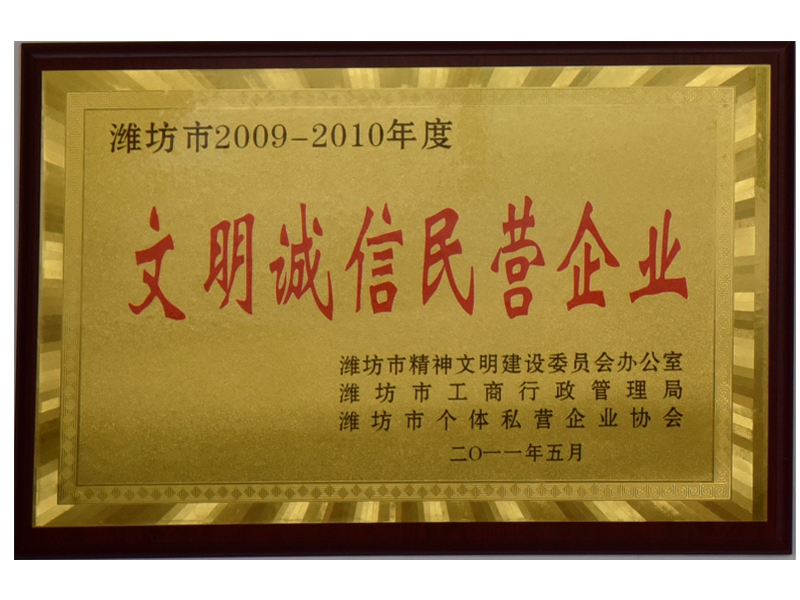 潍坊市2009-2010年度
文明诚信民营企业
潍坊市精神文明建设委员会办公室
潍坊市工商行政管理局
潍坊市个体私营企业协会
二〇一一年五月